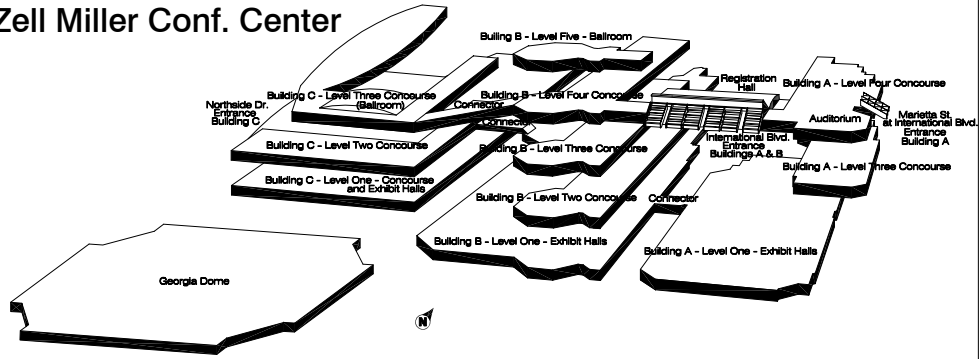 Zell Miller Conf. Center
Builing B - Level Five - Ballroom
Registration
Hall
Building A - Level Four Concourse
Building C - Level Three Concourse
(Ballroom)
Building B - Level Four Concourse
Connector
Northside Dr.
Entrance
Building C
Connector
Auditorium
Marietta St.
at International Blvd.
Entrance
Building A
International Blvd.
Entrance
Buildings A & B
Building C - Level Two Concourse
Building B - Level Three Concourse
Building A - Level Three Concourse
Building C - Level One - Concourse
and Exhibit Halls
Building B - Level Two Concourse
Connector
Building B - Level One - Exhibit Halls
Building A - Level One - Exhibit Halls
Georgia Dome
N